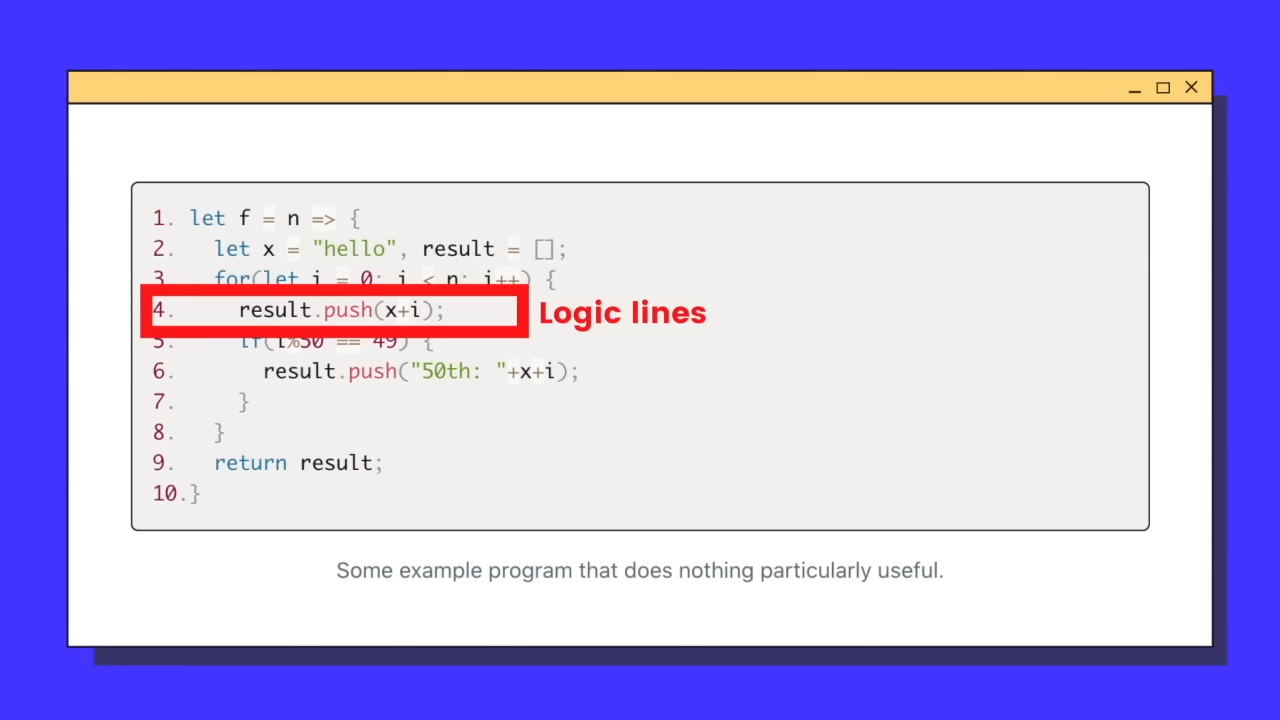 1. let f = n => {
2. let x = "hello", result = [];
3. for(let i = 0; i < n; i++) {
4. result.push(x+i);
Logic lines
5. if(i%50 == 49) {
6. result.push("50th: "+x+i);
7. }
8. }
9. return result;
10.}
Some example program that does nothing particularly useful.